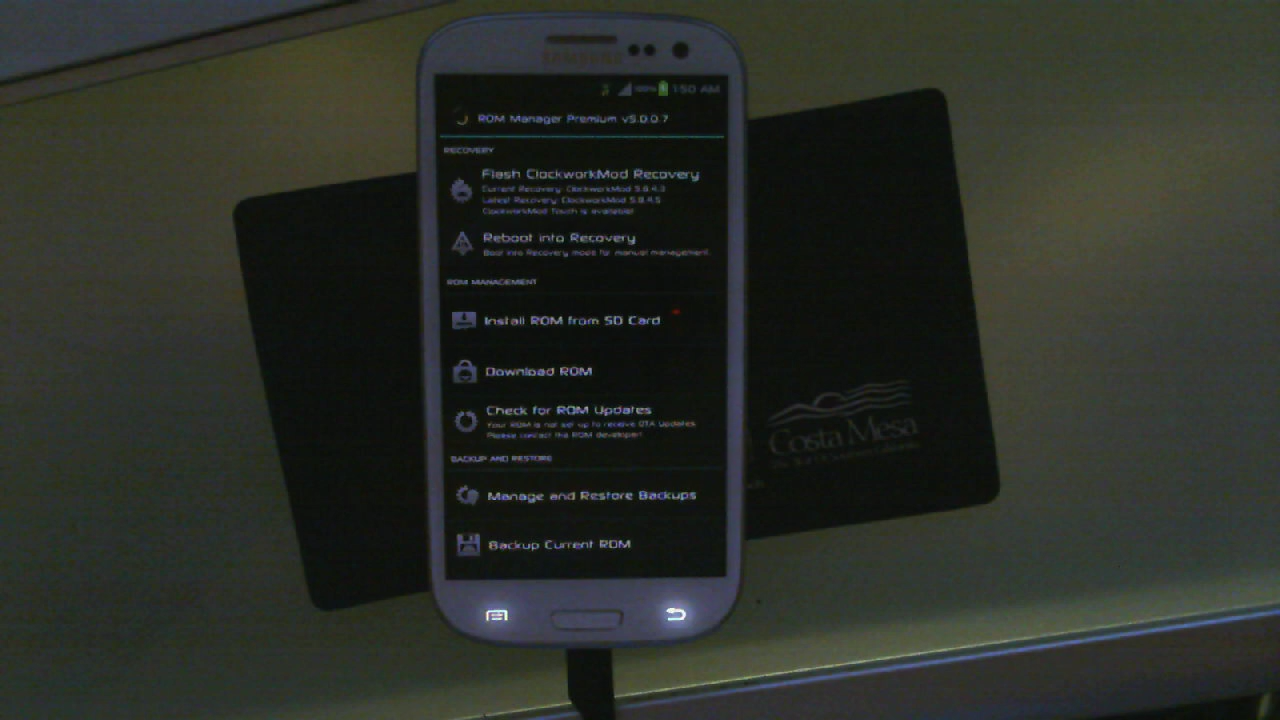 SAMSUNG
100% 1:50 AM
ROM Manager Premium v5.0.0.7
RECOVERY
Flash ClockworkMod Recovery
Current Recovery: ClockworkMod 5.8.4.3
Latest Recovery: ClockworkMod 5.8.4.5
ClockworkMod Touch is available!
Reboot into Recovery
Boot into Recovery mode for manual management.
ROM MANAGEMENT
Install ROM from SD Card
Download ROM
Check for ROM Updates
Your ROM is not set up to receive OTA updates.
Please contact the ROM developer!
BACKUP AND RESTORE
Manage and Restore Backups
Backup Current ROM
Costa Mesa